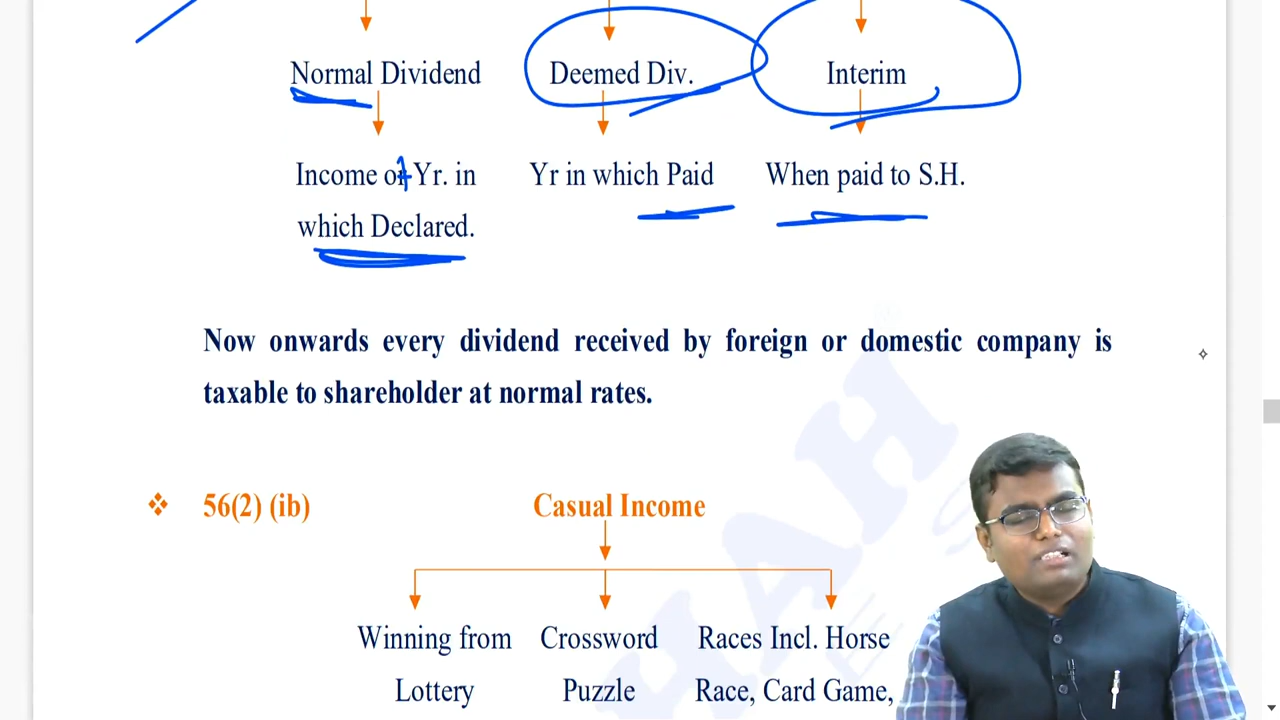 Normal Dividend Deemed Div. Interim
Income of Yr. in Yr in which Paid When paid to S.H.
which Declared.
Now onwards every dividend received by foreign or domestic company is
taxable to shareholder at normal rates.
❖ 56(2) (ib) Casual Income
Winning from Crossword Races Incl. Horse
Lottery Puzzle Race, Card Game,
HAH